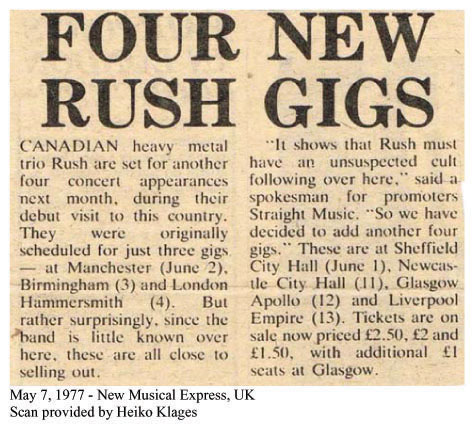 FOUR NEW
RUSH GIGS
CANADIAN heavy metal
trio Rush are set for another
four concert appearances
next month, during their
debut visit to this country.
They were originally
scheduled for just three gigs
— at Manchester (June 2),
Birmingham (3) and London
Hammersmith (4). But
rather surprisingly, since the
band is little known over
here, these are all close to
selling out.
"It shows that Rush must
have an unsuspected cult
following over here," said a
spokesman for promoters
Straight Music. "So we have
decided to add another four
gigs." These are at Sheffield
City Hall (June 1), Newcas-
tle City Hall (11), Glasgow
Apollo (12) and Liverpool
Empire (13). Tickets are on
sale now priced £2.50, £2 and
£1.50, with additional £1
seats at Glasgow.
May 7, 1977 - New Musical Express, UK
Scan provided by Heiko Klages